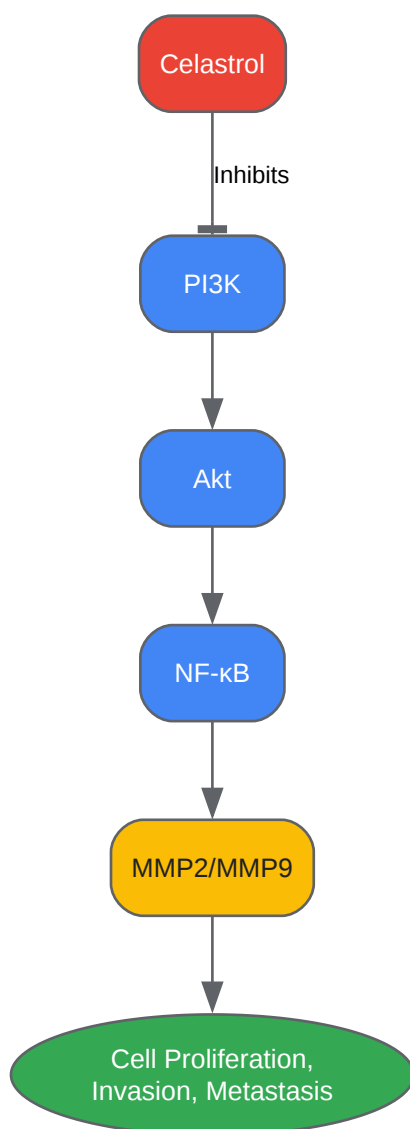 Celastrol
Inhibits
PI3K
Akt
NF-κB
MMP2/MMP9
Cell Proliferation,
Invasion, Metastasis